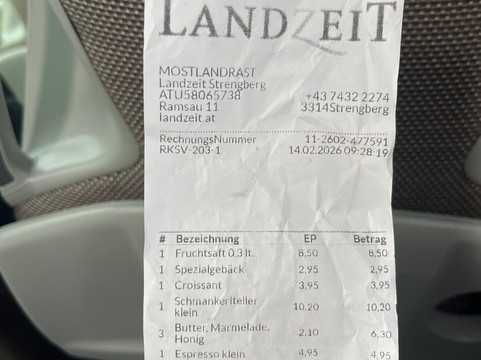 LANDZEIT
MOSTLANDRAST
Landzeit Strengberg
ATU58065738 +43 7432 2274
Ramsau 11 3314Strengberg
landzeit.at
RechnungsNummer 11-2602-477591
RKSV-203-1 14.02.2026 09:28:19
# Bezeichnung EP Betrag
1 Fruchtsaft 0,3 lt. 8,50 8,50
1 Spezialgebäck 2,95 2,95
1 Croissant 3,95 3,95
1 Schmankerlteller klein 10,20 10,20
3 Butter, Marmelade, Honig 2,10 6,30
1 Espresso klein 4,95 4,95